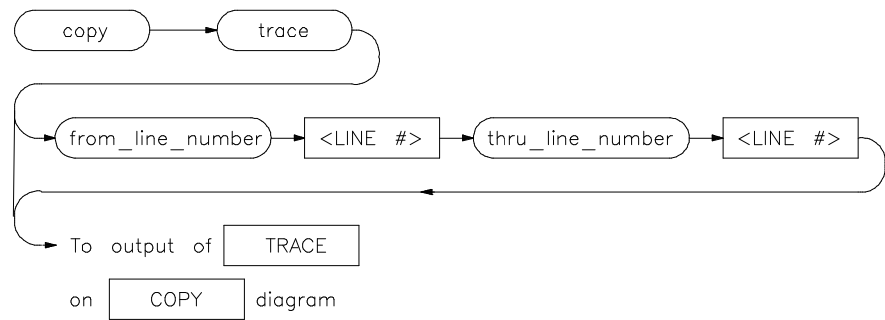 copy trace
from_line_number <LINE #> thru_line_number <LINE #>
To output of TRACE
on COPY diagram